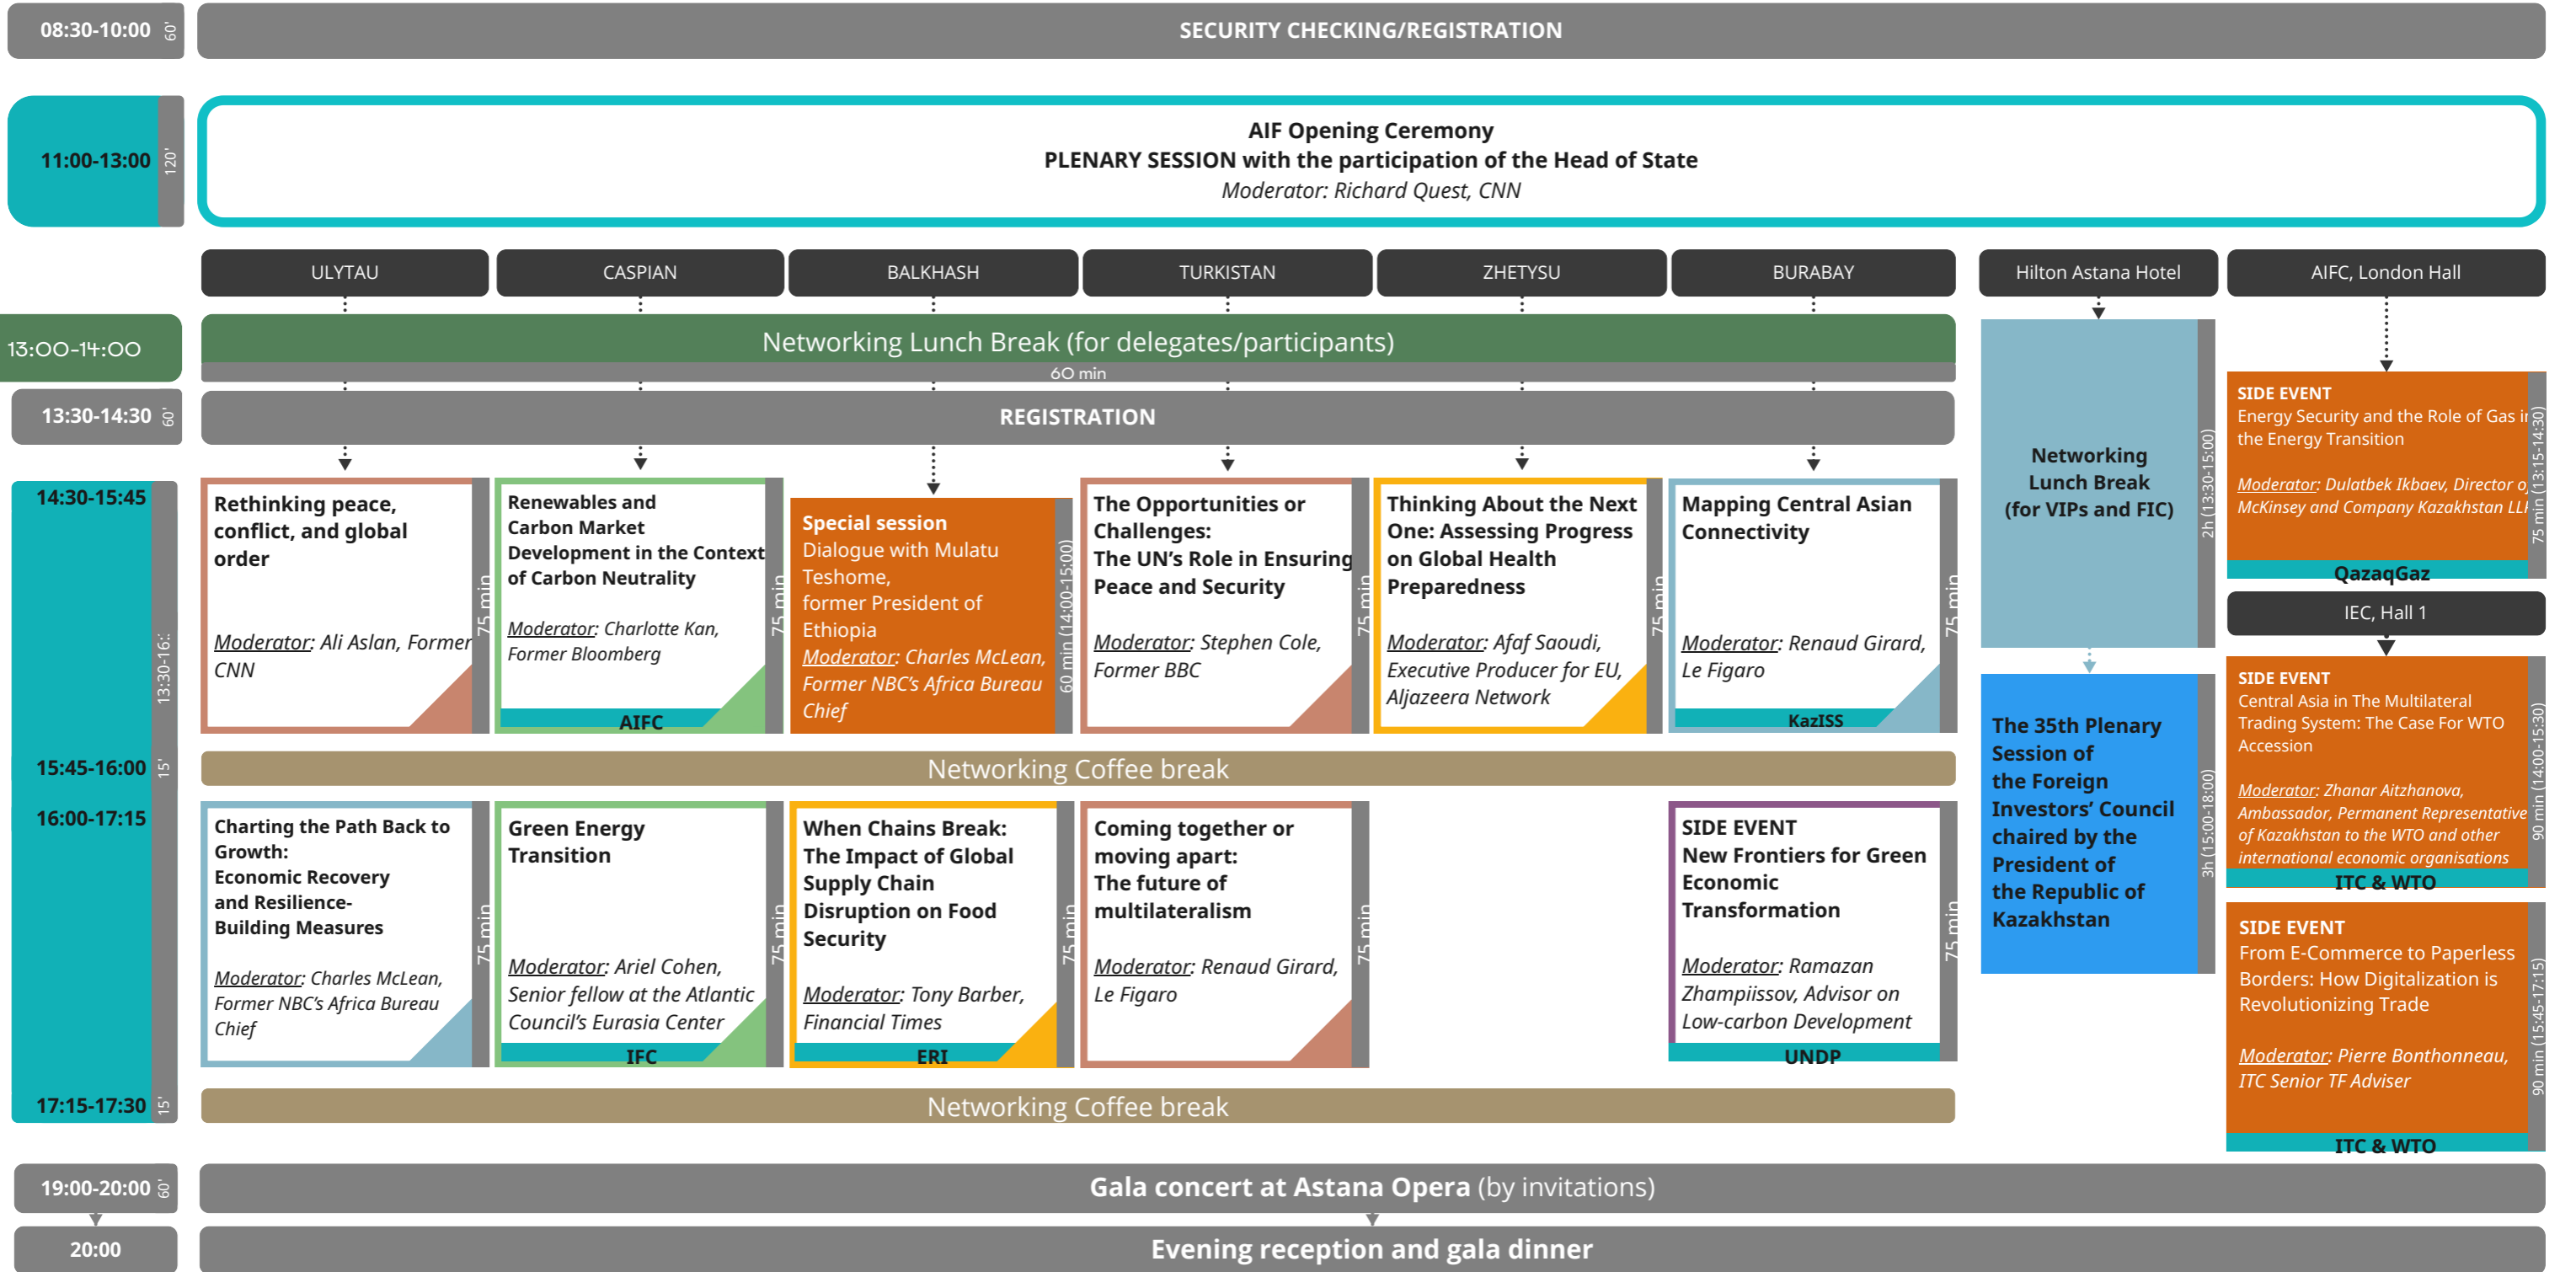 08:30-10:00 60'
SECURITY CHECKING/REGISTRATION
11:00-13:00 120'
AIF Opening Ceremony
PLENARY SESSION with the participation of the Head of State
Moderator: Richard Quest, CNN
ULYTAU
CASPIAN
BALKHASH
TURKISTAN
ZHETYSU
BURABAY
Hilton Astana Hotel
AIFC, London Hall
13:00-14:00
Networking Lunch Break (for delegates/participants)
60 min
13:30-14:30 60'
REGISTRATION
14:30-15:45
13:30-16:
Rethinking peace,
conflict, and global
order
Moderator: Ali Aslan, Former
CNN
75 min
Renewables and
Carbon Market
Development in the Context
of Carbon Neutrality
Moderator: Charlotte Kan,
Former Bloomberg
AIFC
75 min
Special session
Dialogue with Mulatu
Teshome,
former President of
Ethiopia
Moderator: Charles McLean,
Former NBC's Africa Bureau
Chief
60 min (14:00-15:00)
The Opportunities or
Challenges:
The UN's Role in Ensuring
Peace and Security
Moderator: Stephen Cole,
Former BBC
75 min
Thinking About the Next
One: Assessing Progress
on Global Health
Preparedness
Moderator: Afaf Saoudi,
Executive Producer for EU,
Aljazeera Network
75 min
Mapping Central Asian
Connectivity
Moderator: Renaud Girard,
Le Figaro
KazISS
75 min
Networking
Lunch Break
(for VIPs and FIC)
2h (13:30-15:00)
SIDE EVENT
Energy Security and the Role of Gas in
the Energy Transition
Moderator: Dulatbek Ikbaev, Director of
McKinsey and Company Kazakhstan LLP
QazaqGaz
75 min (13:15-14:30)
IEC, Hall 1
SIDE EVENT
Central Asia in The Multilateral
Trading System: The Case For WTO
Accession
Moderator: Zhanar Aitzhanova,
Ambassador, Permanent Representative
of Kazakhstan to the WTO and other
international economic organisations
ITC & WTO
90 min (14:00-15:30)
The 35th Plenary
Session of
the Foreign
Investors' Council
chaired by the
President of
the Republic of
Kazakhstan
3h (15:00-18:00)
15:45-16:00 15'
Networking Coffee break
16:00-17:15
Charting the Path Back to
Growth:
Economic Recovery
and Resilience-
Building Measures
Moderator: Charles McLean,
Former NBC's Africa Bureau
Chief
75 min
Green Energy
Transition
Moderator: Ariel Cohen,
Senior fellow at the Atlantic
Council's Eurasia Center
IFC
75 min
When Chains Break:
The Impact of Global
Supply Chain
Disruption on Food
Security
Moderator: Tony Barber,
Financial Times
ERI
75 min
Coming together or
moving apart:
The future of
multilateralism
Moderator: Renaud Girard,
Le Figaro
75 min
SIDE EVENT
New Frontiers for Green
Economic
Transformation
Moderator: Ramazan
Zhampiissov, Advisor on
Low-carbon Development
UNDP
75 min
SIDE EVENT
From E-Commerce to Paperless
Borders: How Digitalization is
Revolutionizing Trade
Moderator: Pierre Bonthonneau,
ITC Senior TF Adviser
ITC & WTO
90 min (15:45-17:15)
17:15-17:30 15'
Networking Coffee break
19:00-20:00 60'
Gala concert at Astana Opera (by invitations)
20:00
Evening reception and gala dinner